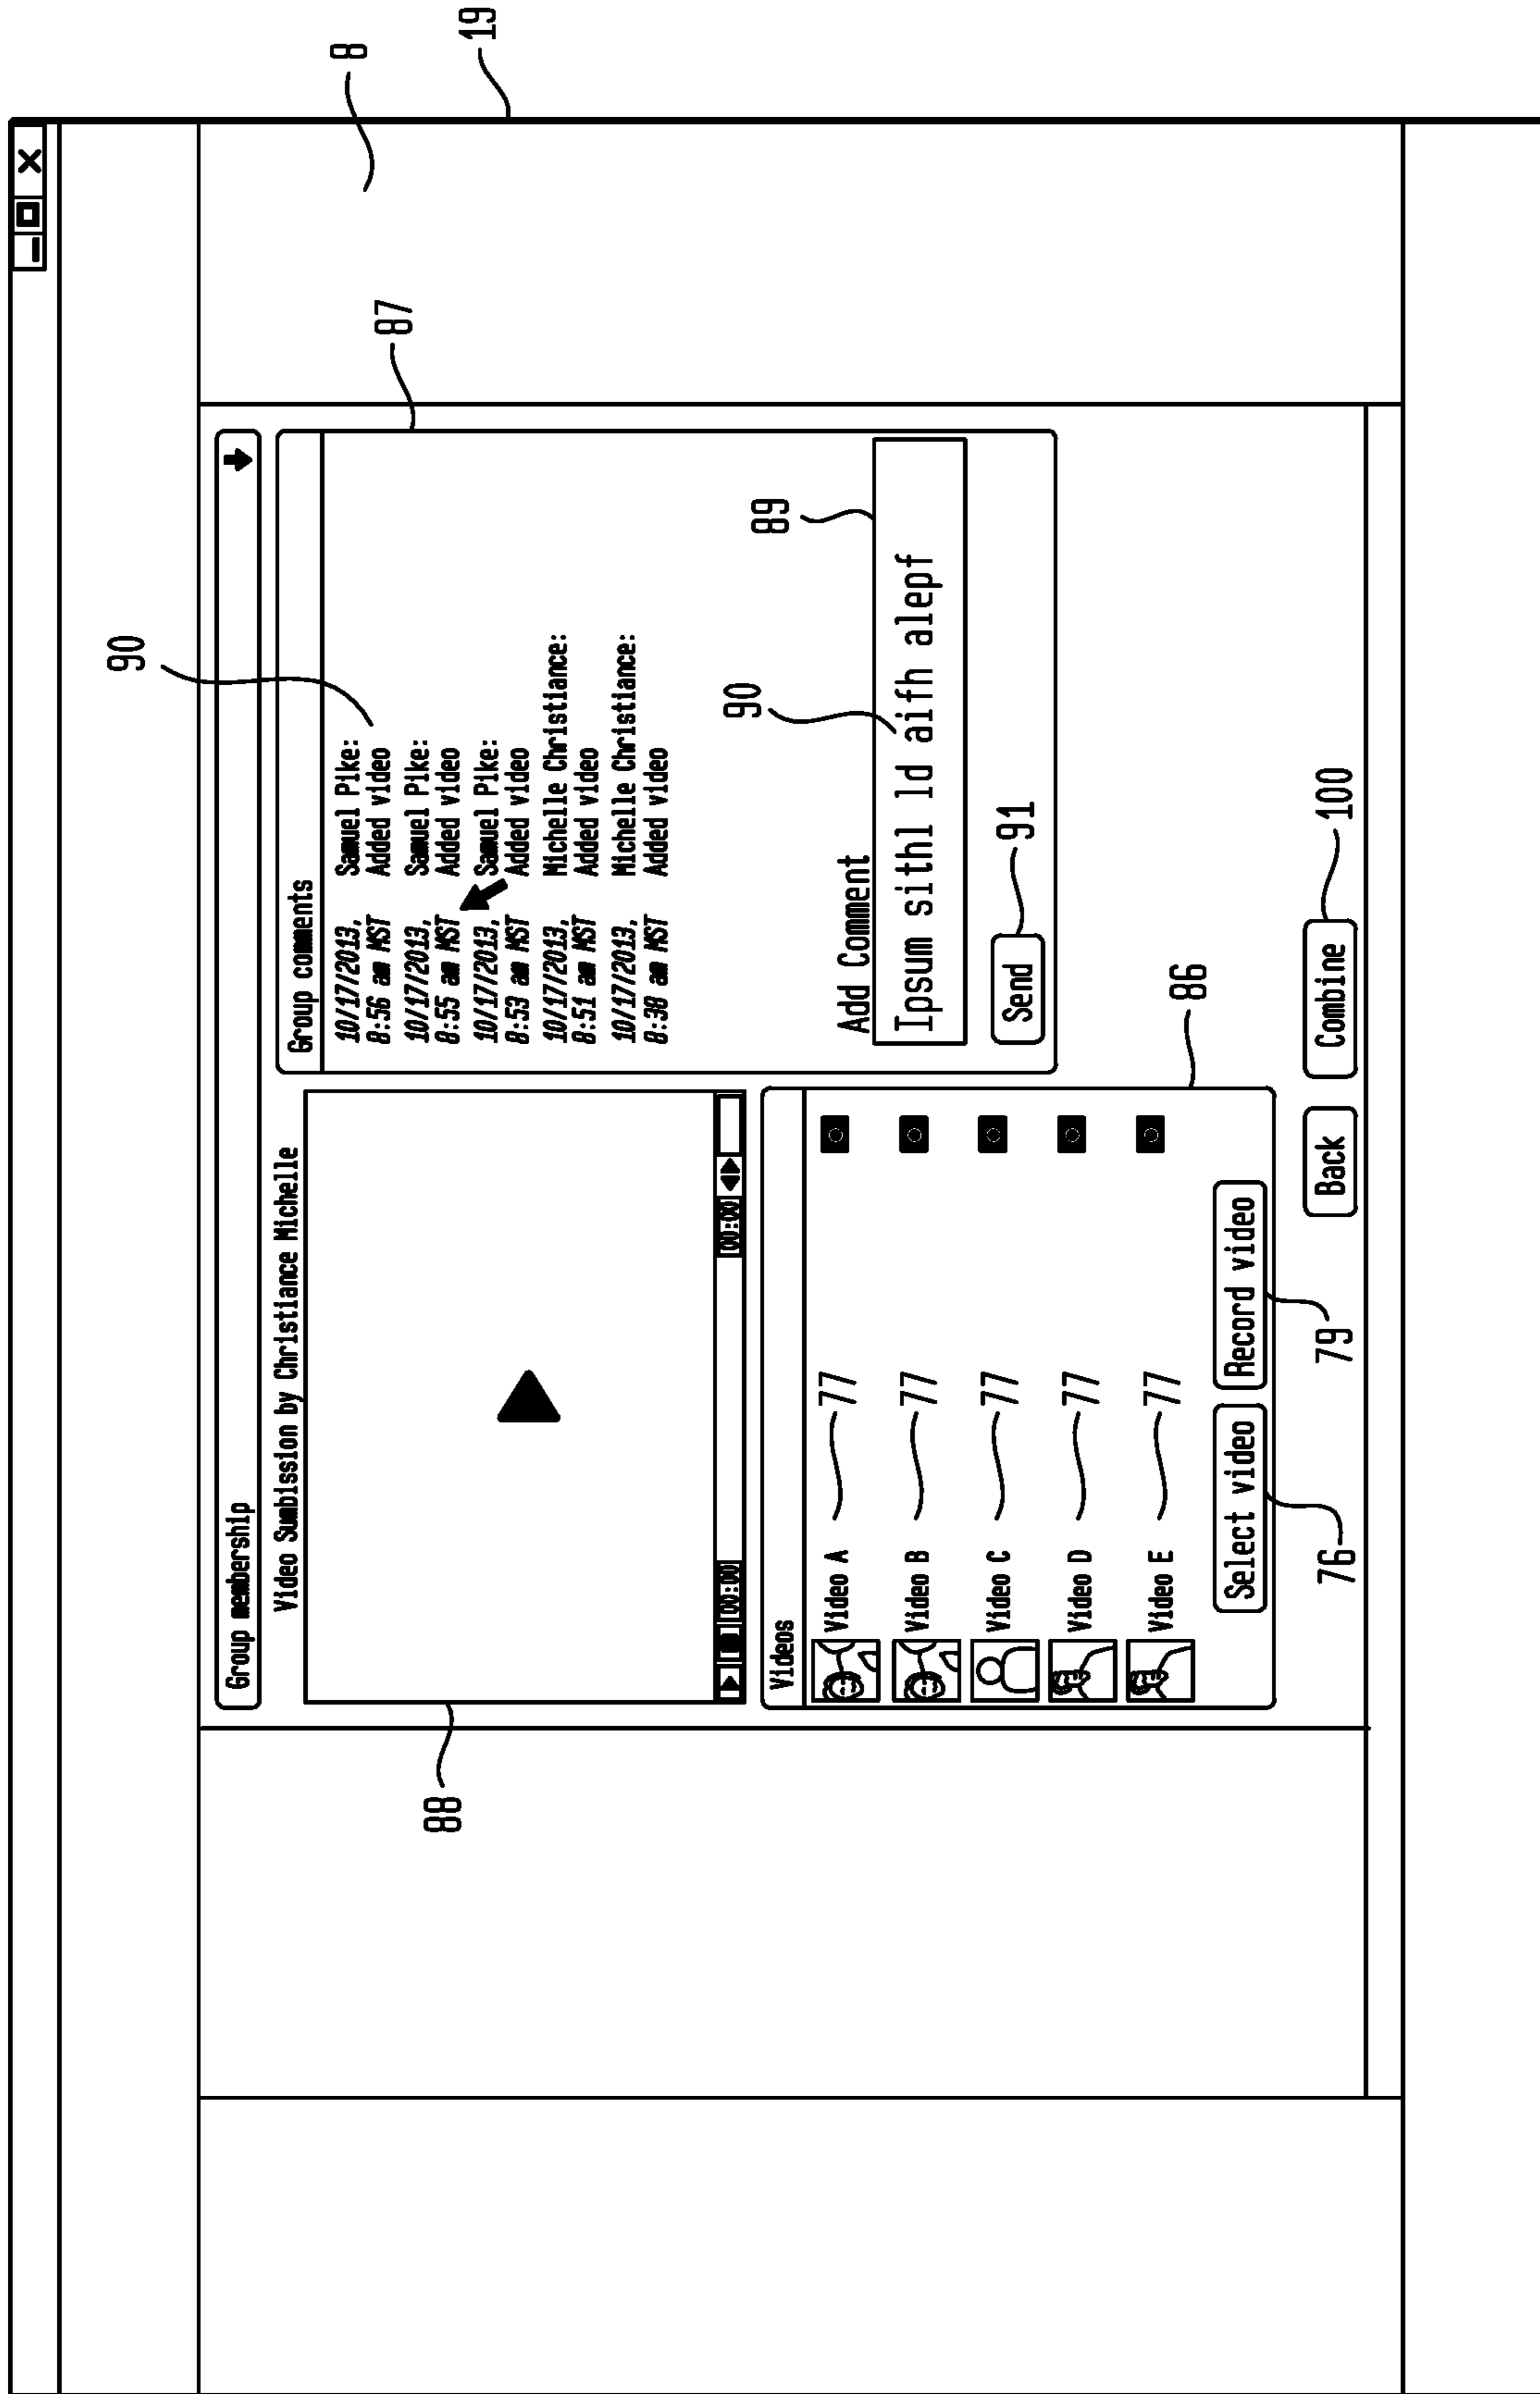 8
19
90
Group membership
Video Sumbission by Christiance Michelle
88
00:00
00:00
Group comments
87
10/17/2013, Samuel Pike:
8:56 am MST Added video
10/17/2013, Samuel Pike:
8:55 am MST Added video
10/17/2013, Samuel Pike:
8:53 am MST Added video
10/17/2013, Michelle Christiance:
8:51 am MST Added video
10/17/2013, Michelle Christiance:
8:38 am MST Added video
90
89
Add Comment
Ipsum sithl ld aifh alepf
Send
91
Videos
Video A 77
Video B 77
Video C 77
Video D 77
Video E 77
86
Select video Record video
76
79
Back Combine
100